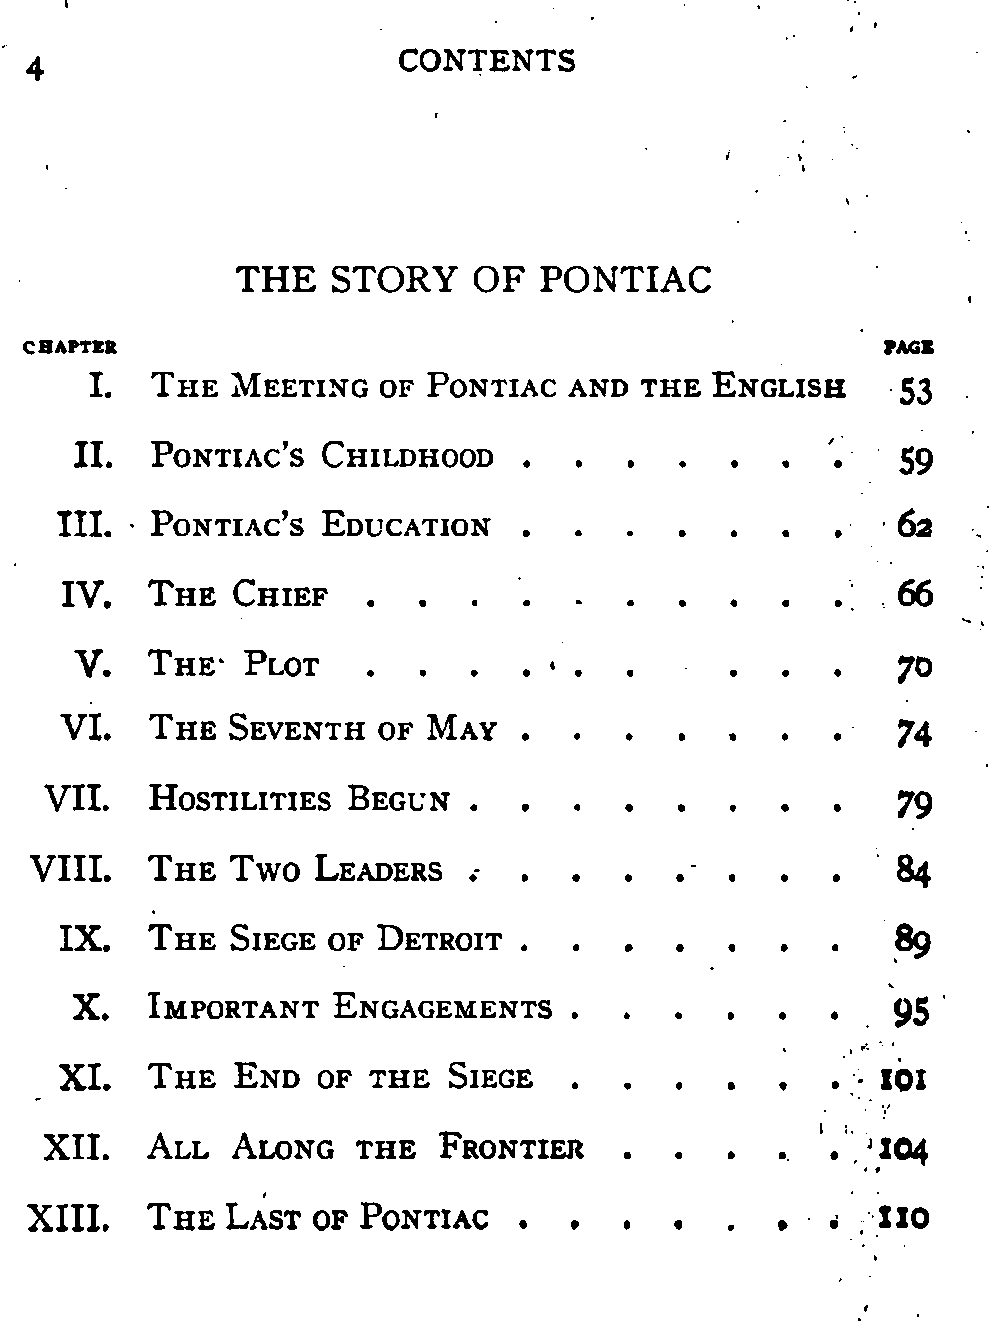 4 CONTENTS
THE STORY OF PONTIAC
CHAPTER PAGE
I. THE MEETING OF PONTIAC AND THE ENGLISH 53
II. PONTIAC'S CHILDHOOD . . . . . . . 59
III. PONTIAC'S EDUCATION . . . . . . . 62
IV. THE CHIEF . . . . . . . . . . 66
V. THE PLOT . . . . . . . . . 70
VI. THE SEVENTH OF MAY . . . . . . . 74
VII. HOSTILITIES BEGUN . . . . . . . . 79
VIII. THE TWO LEADERS . . . . . . . . 84
IX. THE SIEGE OF DETROIT . . . . . . . 89
X. IMPORTANT ENGAGEMENTS . . . . . . 95
XI. THE END OF THE SIEGE . . . . . . 101
XII. ALL ALONG THE FRONTIER . . . . . 104
XIII. THE LAST OF PONTIAC . . . . . . . 110